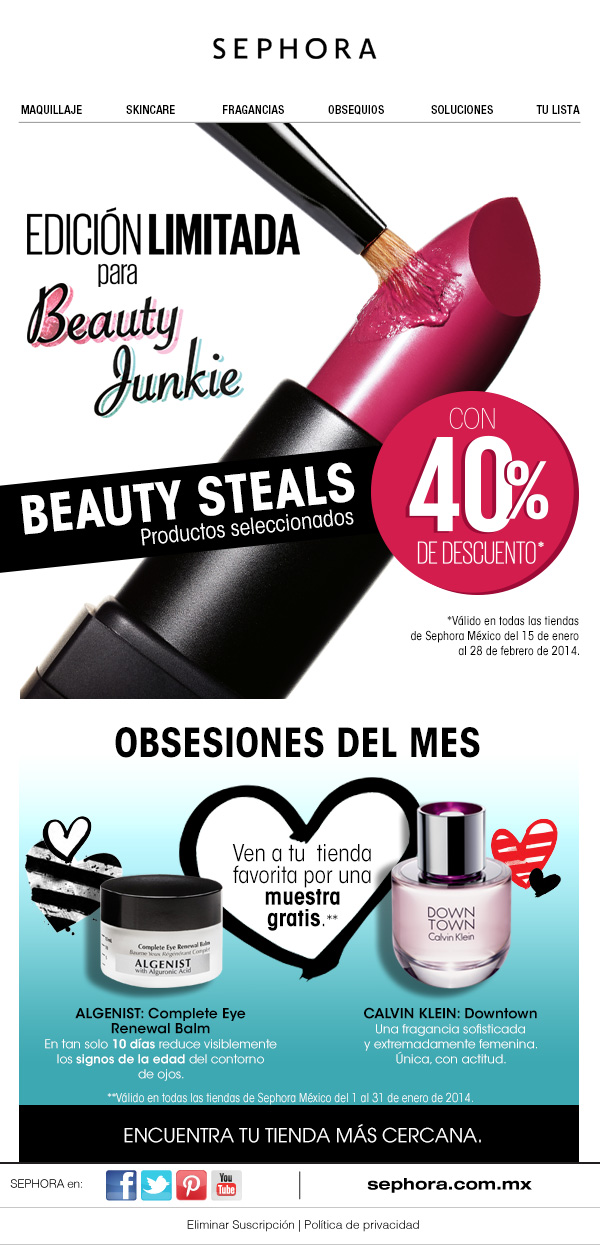 SEPHORA
MAQUILLAJE SKINCARE FRAGANCIAS OBSEQUIOS SOLUCIONES TU LISTA
EDICIÓN LIMITADA
para
Beauty
Junkie
BEAUTY STEALS
Productos seleccionados
CON
40%
DE DESCUENTO*
*Válido en todas las tiendas
de Sephora México del 15 de enero
al 28 de febrero de 2014.
OBSESIONES DEL MES
Ven a tu tienda
favorita por una
muestra
gratis.**
Complete Eye Renewal Balm
Baume Yeux Régénérant Complet
ALGENIST
with Alguronic Acid
DOWN
TOWN
Calvin Klein
ALGENIST: Complete Eye
Renewal Balm
En tan solo 10 días reduce visiblemente
los signos de la edad del contorno
de ojos.
CALVIN KLEIN: Downtown
Una fragancia sofisticada
y extremadamente femenina.
Única, con actitud.
**Válido en todas las tiendas de Sephora México del 1 al 31 de enero de 2014.
ENCUENTRA TU TIENDA MÁS CERCANA.
SEPHORA en:
You
Tube
sephora.com.mx
Eliminar Suscripción | Política de privacidad